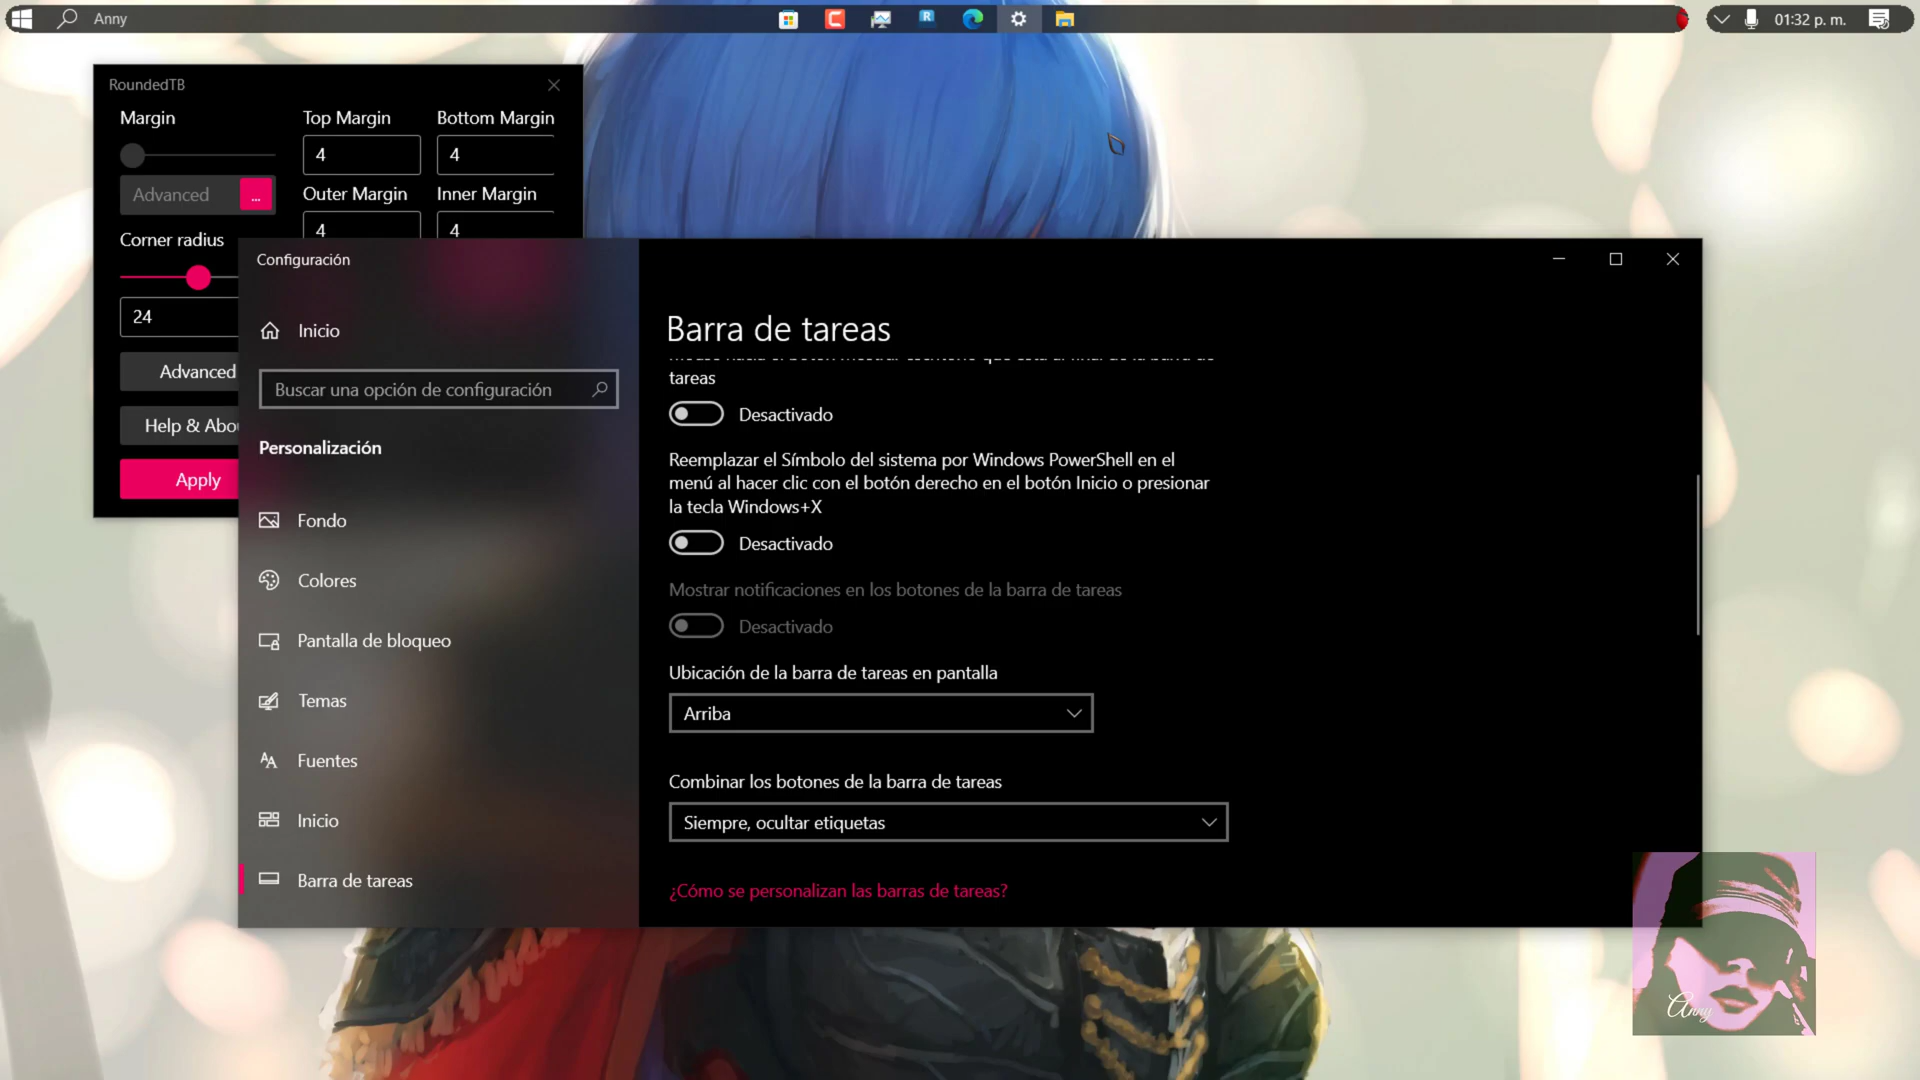 Anny
01:32 p. m.
RoundedTB
Margin
Top Margin
Bottom Margin
4
4
Advanced
...
Outer Margin
Inner Margin
4
4
Corner radius
24
Advanced
Help & Abo
Apply
Configuración
Inicio
Buscar una opción de configuración
Personalización
Fondo
Colores
Pantalla de bloqueo
Temas
Fuentes
Inicio
Barra de tareas
Barra de tareas
tareas
Desactivado
Reemplazar el Símbolo del sistema por Windows PowerShell en el
menú al hacer clic con el botón derecho en el botón Inicio o presionar
la tecla Windows+X
Desactivado
Mostrar notificaciones en los botones de la barra de tareas
Desactivado
Ubicación de la barra de tareas en pantalla
Arriba
Combinar los botones de la barra de tareas
Siempre, ocultar etiquetas
¿Cómo se personalizan las barras de tareas?
Anny